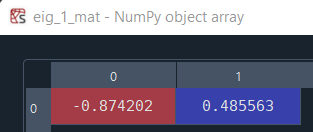 eig_1_mat - NumPy object array
0 1
0 -0.874202 0.485563